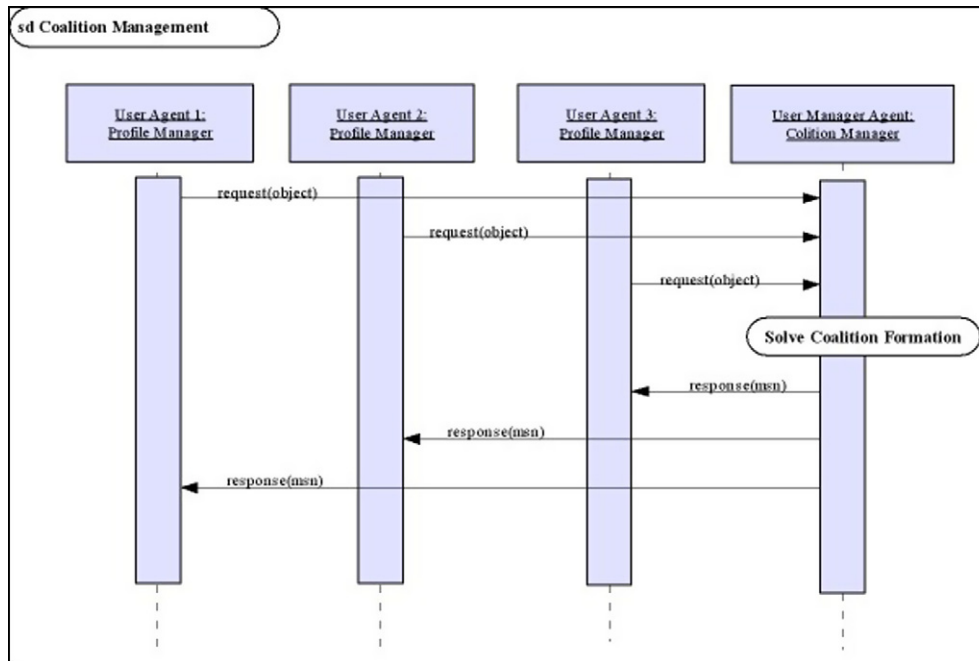 sd Coalition Management
User Agent 1:
Profile Manager
User Agent 2:
Profile Manager
User Agent 3:
Profile Manager
User Manager Agent:
Colition Manager
request(object)
request(object)
request(object)
Solve Coalition Formation
response(msn)
response(msn)
response(msn)